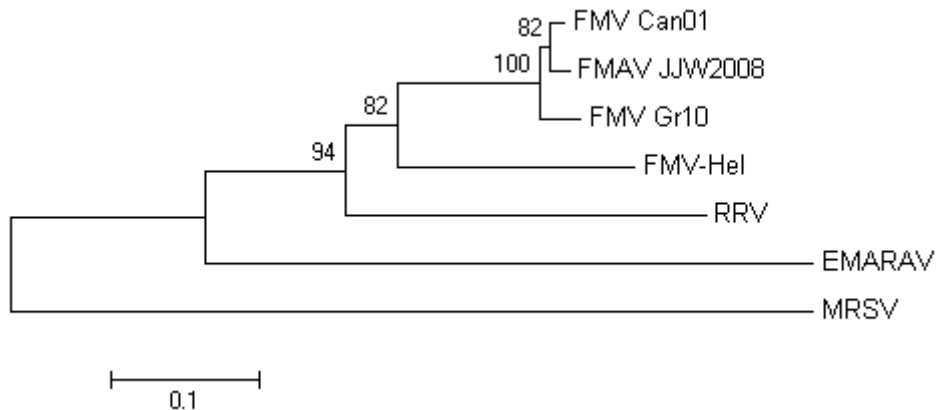 FMV Can01
82
FMAV JJW2008
100
FMV Gr10
82
94
FMV-Hel
RRV
EMARAV
MRSV
0.1